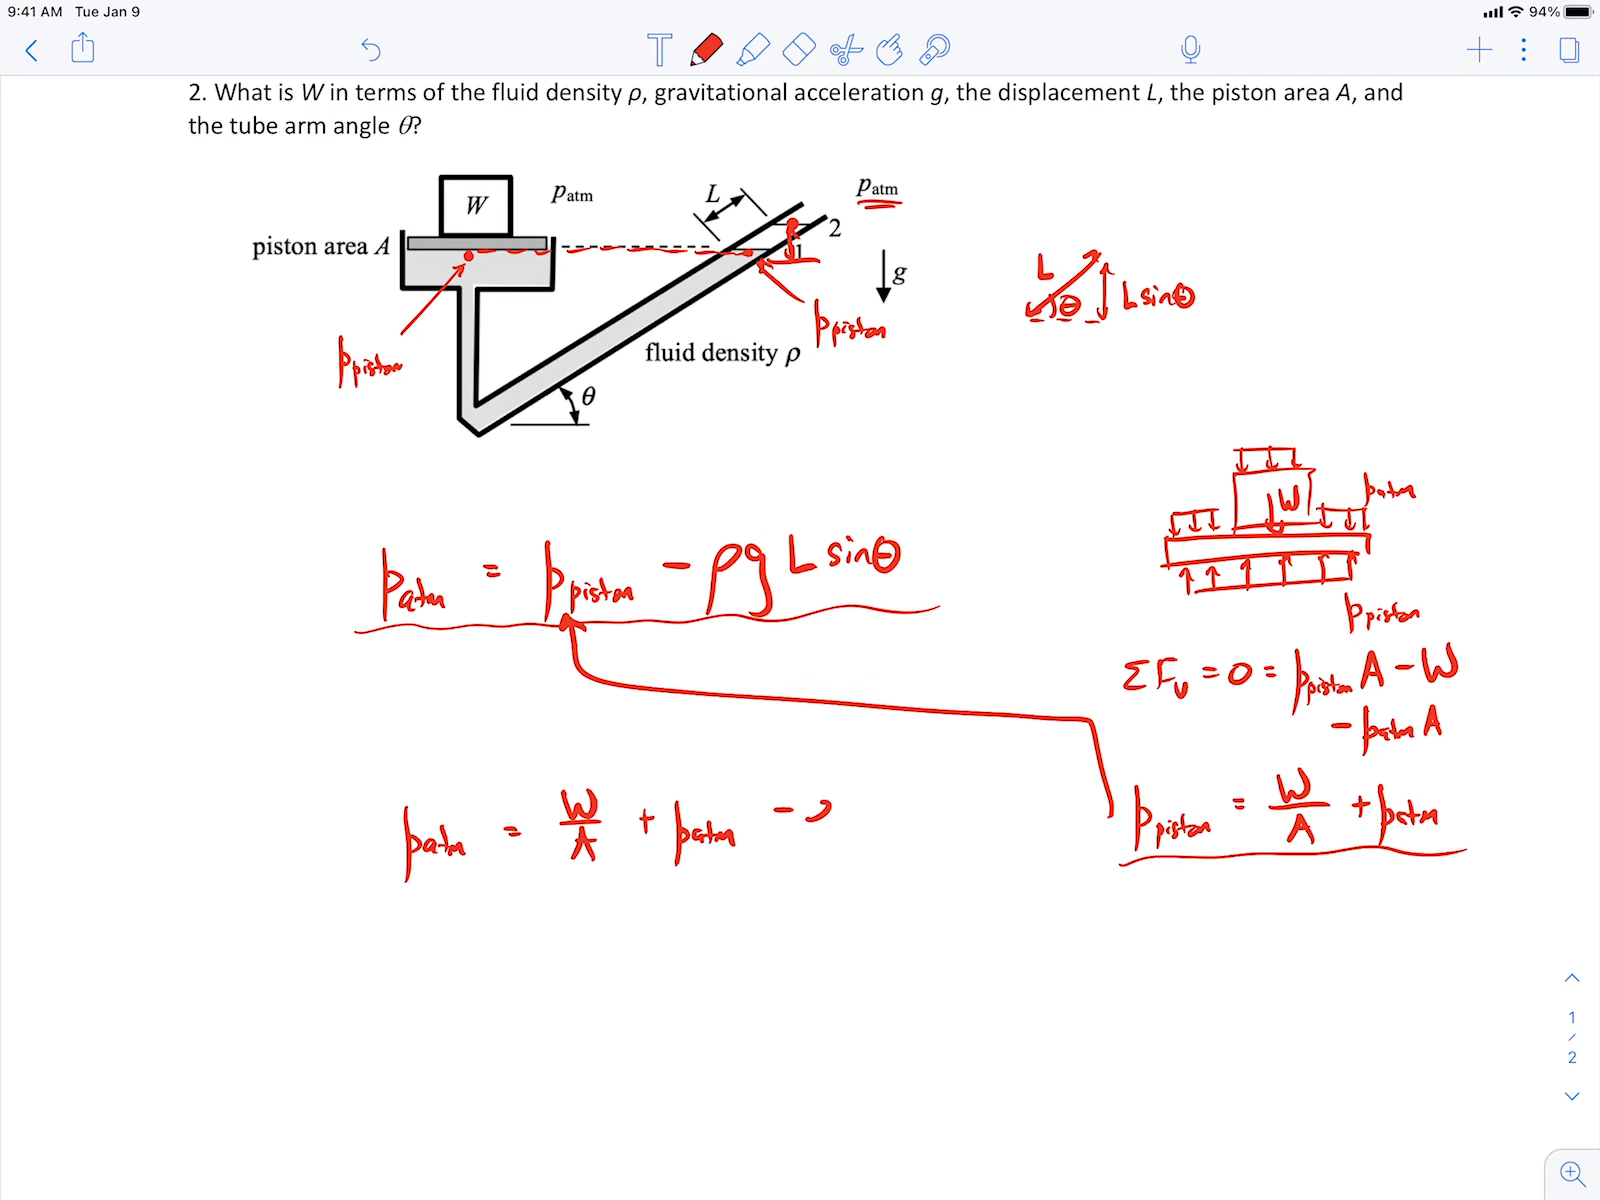 9:41 AM Tue Jan 9
94%
2. What is W in terms of the fluid density ρ, gravitational acceleration g, the displacement L, the piston area A, and
the tube arm angle θ?
W
p_atm
L
p_atm
2
piston area A
1
g
L
θ
L sinθ
p_piston
p_piston
fluid density ρ
θ
W
p_atm
p_piston
p_atm = p_piston - ρg L sinθ
ΣF_v = 0 = p_piston A - W
- p_atm A
p_atm = W/A + p_atm -
p_piston = W/A + p_atm
1
/
2